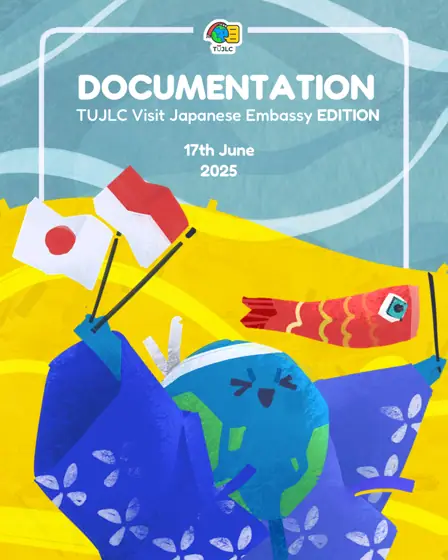 TUJLC
DOCUMENTATION
TUJLC Visit Japanese Embassy EDITION
17th June
2025